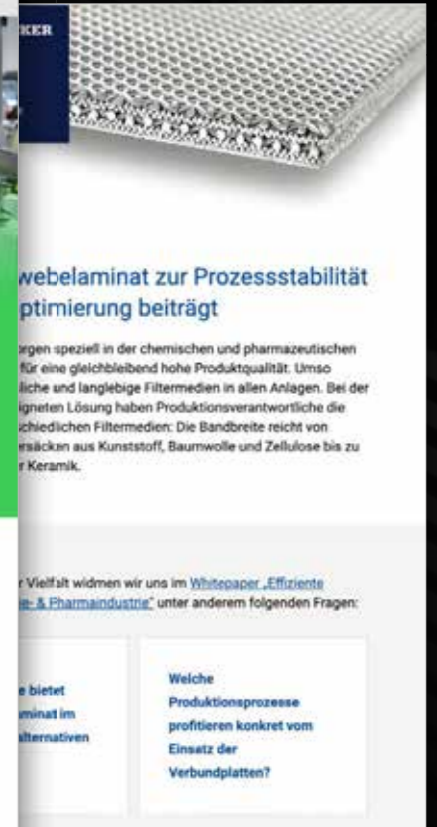 KER
webelaminat zur Prozessstabilität
ptimierung beiträgt
orgen speziell in der chemischen und pharmazeutischen
für eine gleichbleibend hohe Produktqualität. Umso
liche und langlebige Filtermedien in allen Anlagen. Bei der
igneten Lösung haben Produktionsverantwortliche die
schiedlichen Filtermedien: Die Bandbreite reicht von
ersäcken aus Kunststoff, Baumwolle und Zellulose bis zu
r Keramik.
r Vielfalt widmen wir uns im Whitepaper „Effiziente
ie- & Pharmaindustrie" unter anderem folgenden Fragen:
e bietet
minat im
lternativen
Welche
Produktionsprozesse
profitieren konkret vom
Einsatz der
Verbundplatten?